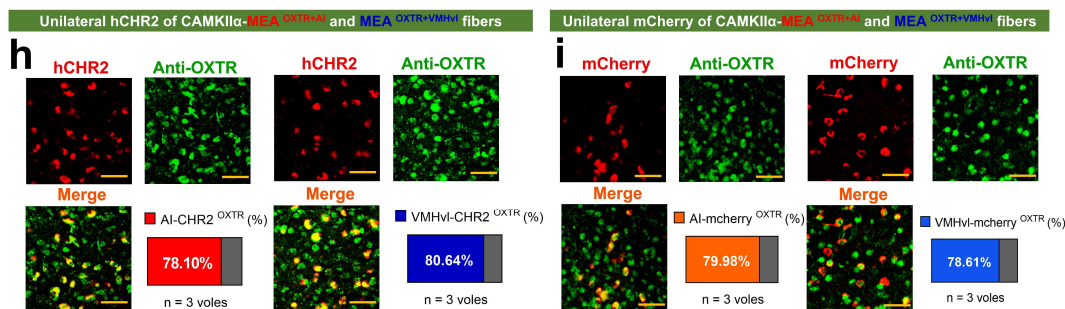 Unilateral hCHR2 of CAMKIIα-MEA OXTR+AI and MEA OXTR+VMHvl fibers
Unilateral mCherry of CAMKIIα-MEA OXTR+AI and MEA OXTR+VMHvl fibers
h
hCHR2
Anti-OXTR
hCHR2
Anti-OXTR
Merge
AI-CHR2 OXTR (%)
78.10%
n = 3 voles
Merge
VMHvl-CHR2 OXTR (%)
80.64%
n = 3 voles
i
mCherry
Anti-OXTR
mCherry
Anti-OXTR
Merge
AI-mcherry OXTR (%)
79.98%
n = 3 voles
Merge
VMHvl-mcherry OXTR (%)
78.61%
n = 3 voles